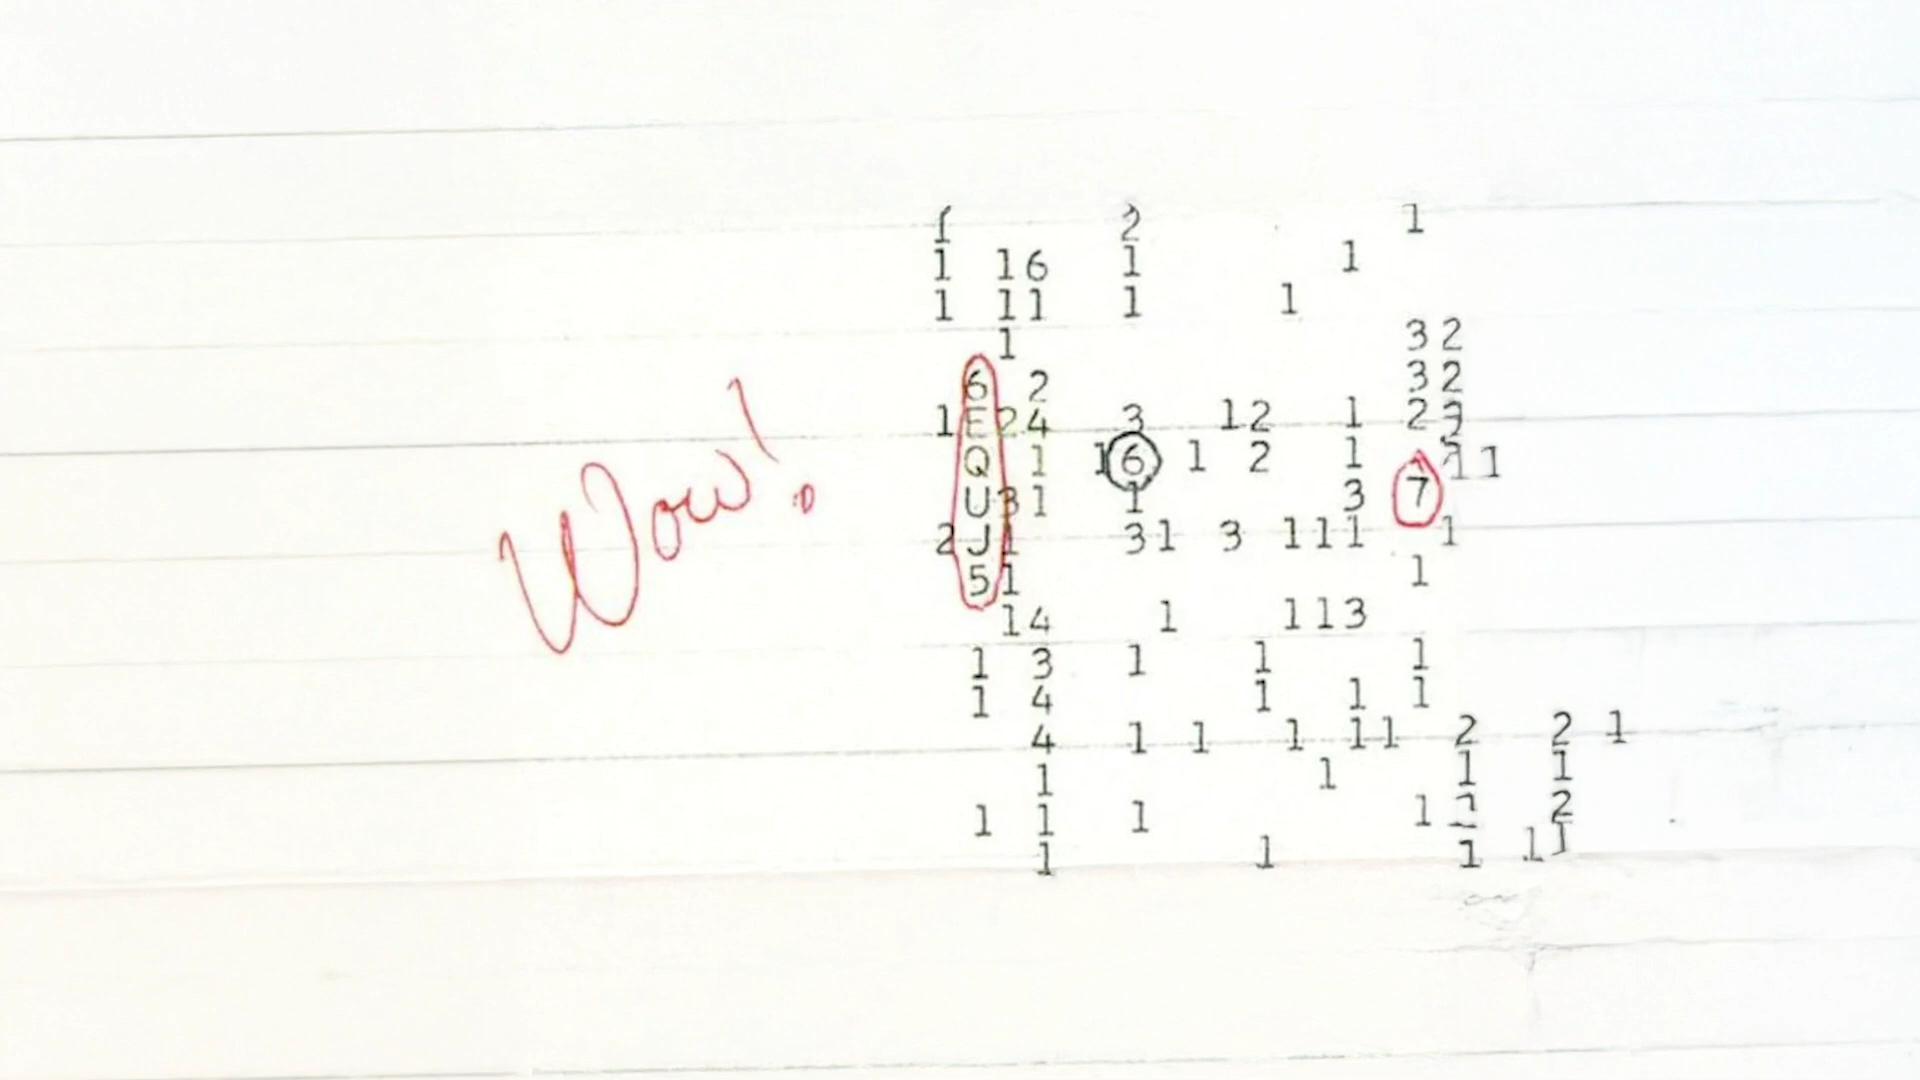 1 2 1
1 16 1 1
1 11 1 1
1 32
6 2 32
1E24 3 12 1 23
Q 1 16 1 2 1 11
U31 1 3 7
2J1 31 3 111 1
51 1
14 1 113
1 3 1 1 1
1 4 1 1 1
4 1 1 1 11 2 2 1
1 1 1 1
1 1 1 1 2
1 1 1 11
Wow!